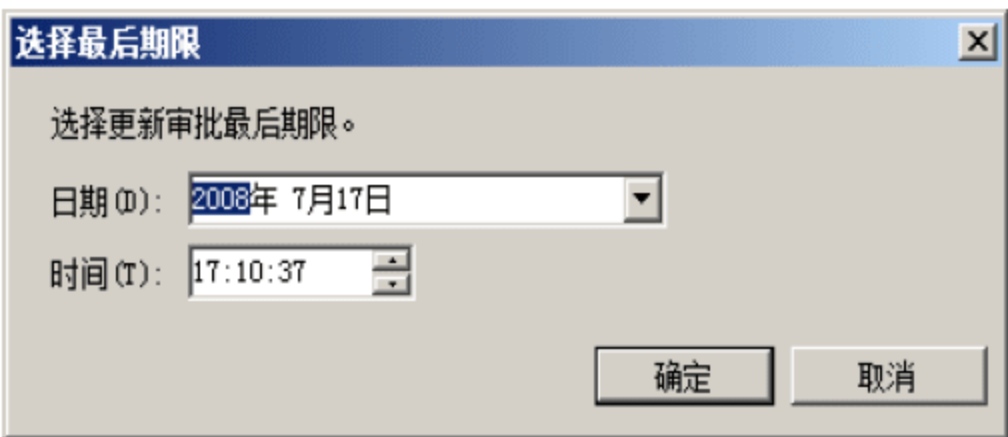 选择最后期限
选择更新审批最后期限。
日期(D): 2008年 7月17日
时间(T): 17:10:37
确定 取消